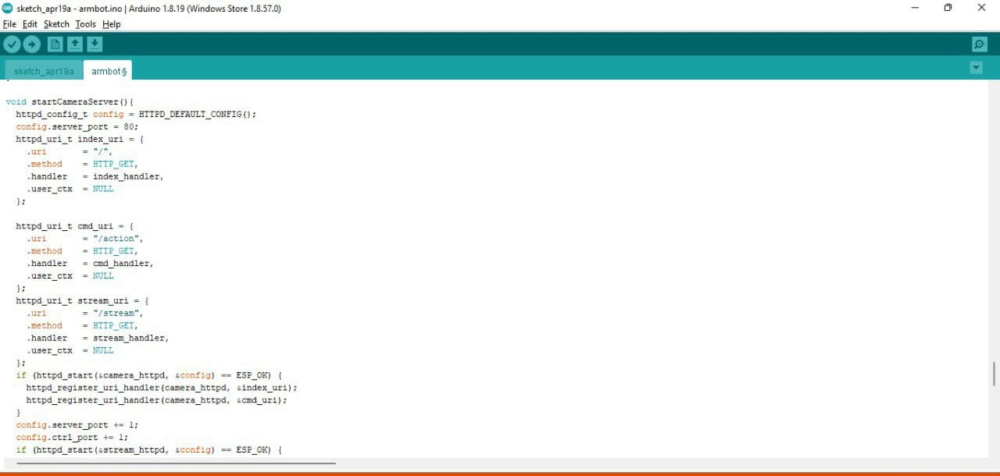 sketch_apr19a - armbot.ino | Arduino 1.8.19 (Windows Store 1.8.57.0)
File Edit Sketch Tools Help
sketch_apr19a armbot§
void startCameraServer(){
  httpd_config_t config = HTTPD_DEFAULT_CONFIG();
  config.server_port = 80;
  httpd_uri_t index_uri = {
    .uri       = "/",
    .method    = HTTP_GET,
    .handler   = index_handler,
    .user_ctx  = NULL
  };
  httpd_uri_t cmd_uri = {
    .uri       = "/action",
    .method    = HTTP_GET,
    .handler   = cmd_handler,
    .user_ctx  = NULL
  };
  httpd_uri_t stream_uri = {
    .uri       = "/stream",
    .method    = HTTP_GET,
    .handler   = stream_handler,
    .user_ctx  = NULL
  };
  if (httpd_start(&camera_httpd, &config) == ESP_OK) {
    httpd_register_uri_handler(camera_httpd, &index_uri);
    httpd_register_uri_handler(camera_httpd, &cmd_uri);
  }
  config.server_port += 1;
  config.ctrl_port += 1;
  if (httpd_start(&stream_httpd, &config) == ESP_OK) {